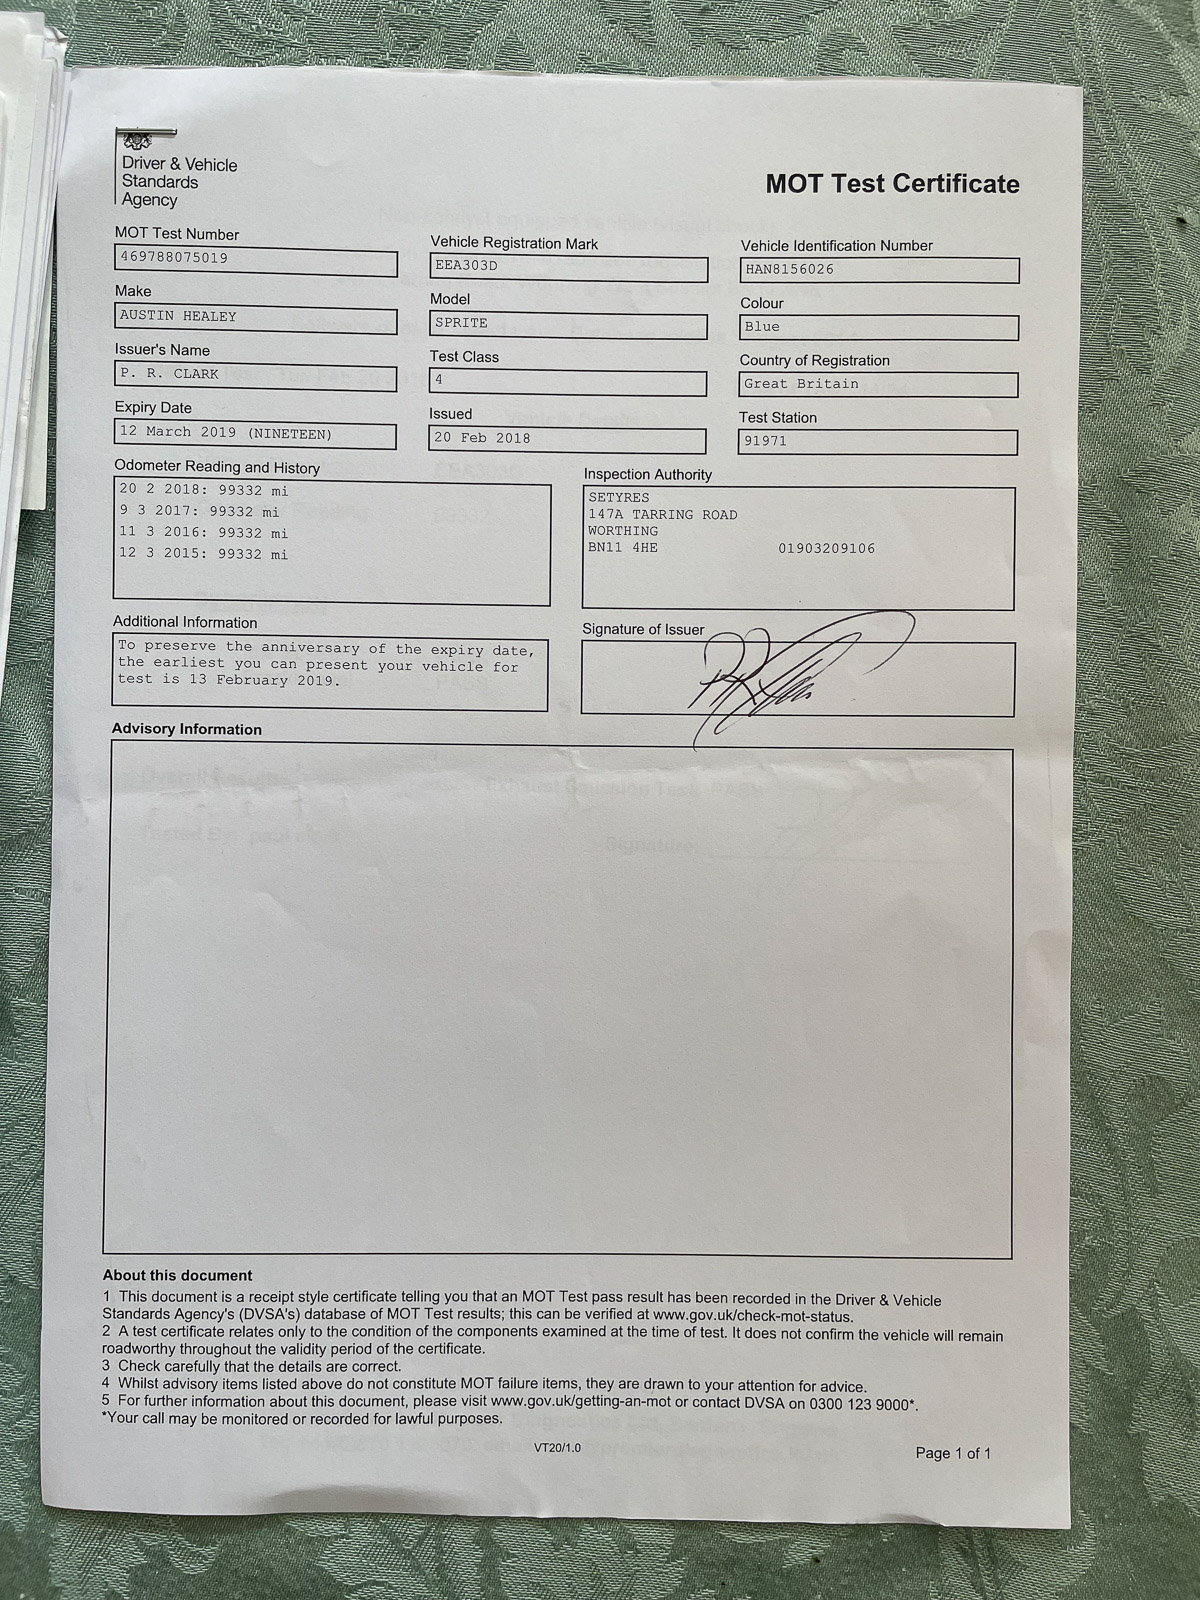 Driver & Vehicle
Standards
Agency
MOT Test Certificate
MOT Test Number
469788075019
Vehicle Registration Mark
EEA303D
Vehicle Identification Number
HAN8156026
Make
AUSTIN HEALEY
Model
SPRITE
Colour
Blue
Issuer's Name
P. R. CLARK
Test Class
4
Country of Registration
Great Britain
Expiry Date
12 March 2019 (NINETEEN)
Issued
20 Feb 2018
Test Station
91971
Odometer Reading and History
20 2 2018: 99332 mi
9 3 2017: 99332 mi
11 3 2016: 99332 mi
12 3 2015: 99332 mi
Inspection Authority
SETYRES
147A TARRING ROAD
WORTHING
BN11 4HE 01903209106
Additional Information
To preserve the anniversary of the expiry date,
the earliest you can present your vehicle for
test is 13 February 2019.
Signature of Issuer
Advisory Information
About this document
1 This document is a receipt style certificate telling you that an MOT Test pass result has been recorded in the Driver & Vehicle
Standards Agency's (DVSA's) database of MOT Test results; this can be verified at www.gov.uk/check-mot-status.
2 A test certificate relates only to the condition of the components examined at the time of test. It does not confirm the vehicle will remain
roadworthy throughout the validity period of the certificate.
3 Check carefully that the details are correct.
4 Whilst advisory items listed above do not constitute MOT failure items, they are drawn to your attention for advice.
5 For further information about this document, please visit www.gov.uk/getting-an-mot or contact DVSA on 0300 123 9000*.
*Your call may be monitored or recorded for lawful purposes.
VT20/1.0
Page 1 of 1